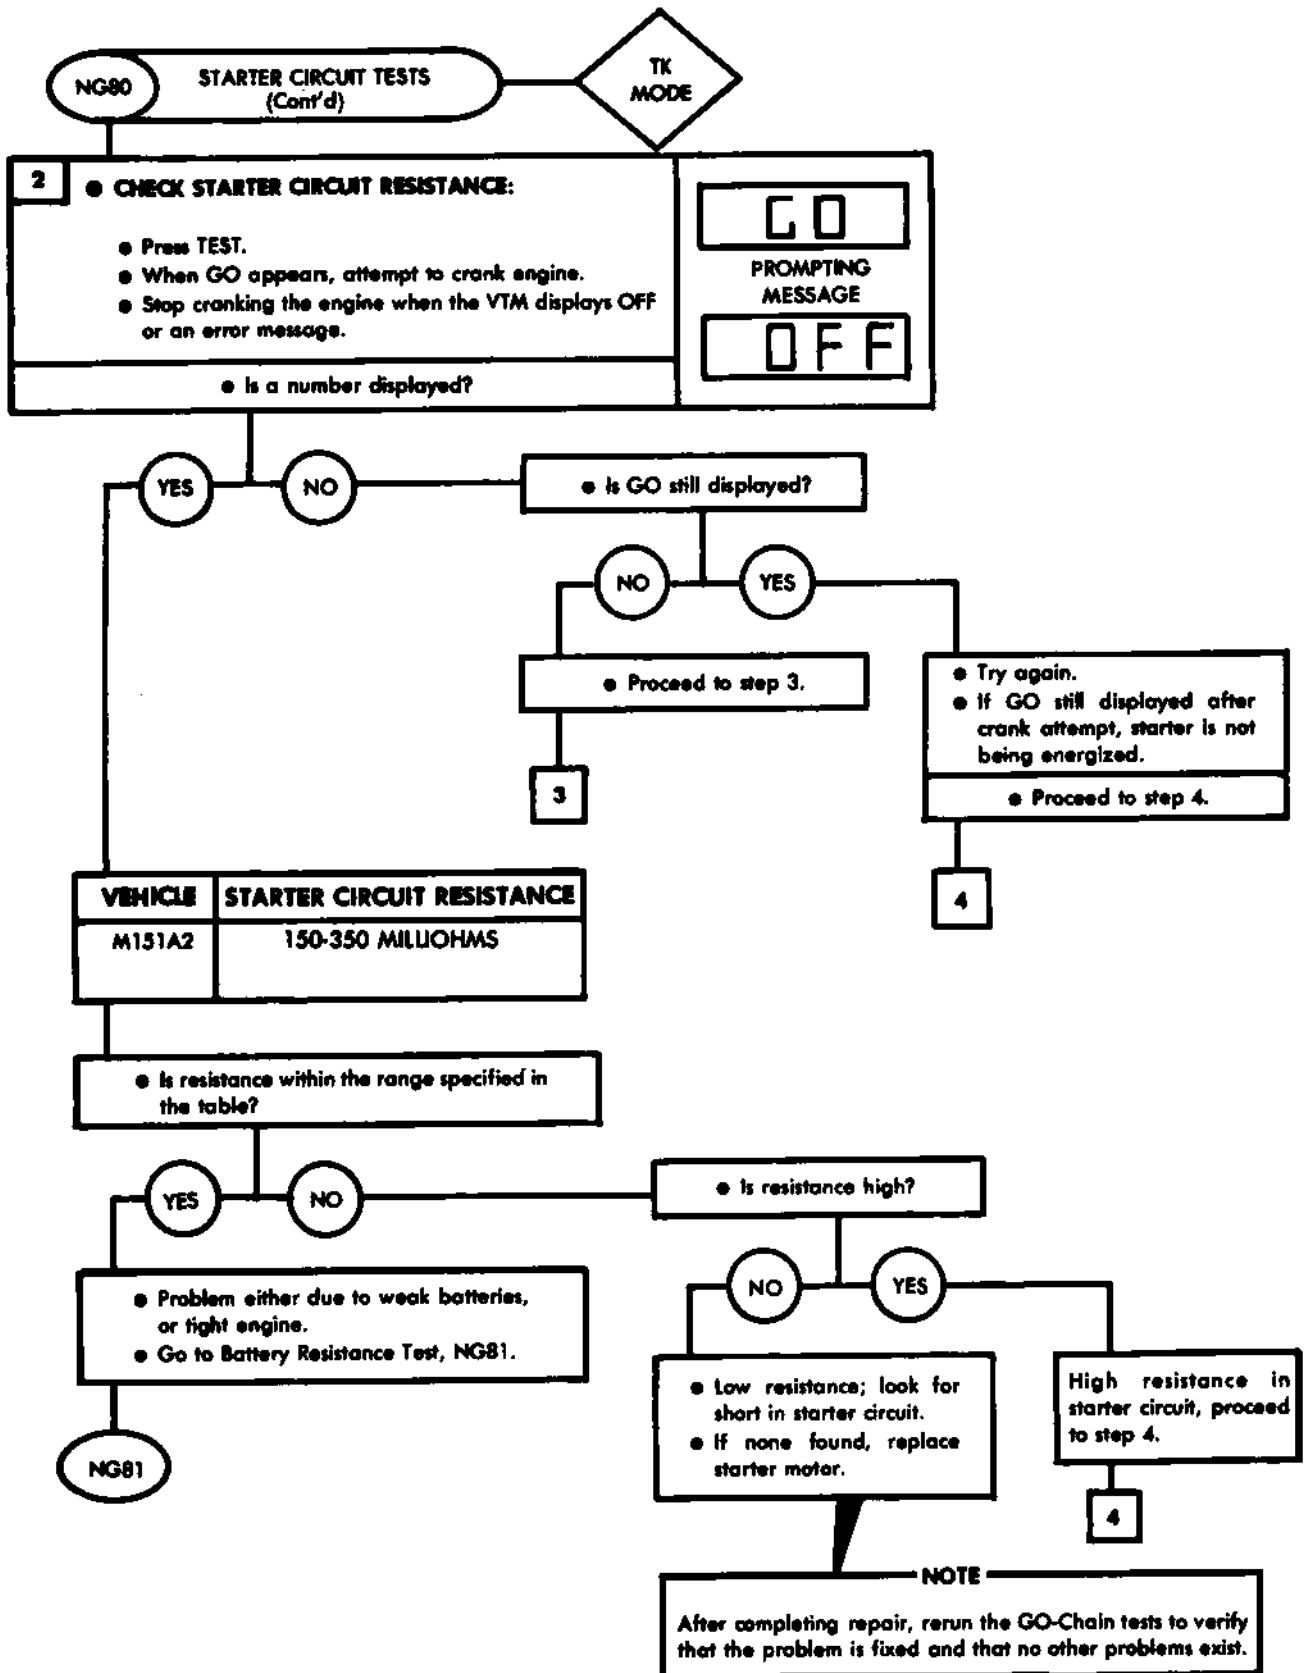 NG80
STARTER CIRCUIT TESTS
(Cont'd)
TK
MODE
2
● CHECK STARTER CIRCUIT RESISTANCE:
● Press TEST.
● When GO appears, attempt to crank engine.
● Stop cranking the engine when the VTM displays OFF
or an error message.
● Is a number displayed?
GO
PROMPTING
MESSAGE
OFF
YES
NO
● Is GO still displayed?
NO
YES
● Proceed to step 3.
3
● Try again.
● If GO still displayed after
crank attempt, starter is not
being energized.
● Proceed to step 4.
4
VEHICLE
STARTER CIRCUIT RESISTANCE
M151A2
150-350 MILLIOHMS
● Is resistance within the range specified in
the table?
YES
NO
● Is resistance high?
NO
YES
● Problem either due to weak batteries,
or tight engine.
● Go to Battery Resistance Test, NG81.
NG81
● Low resistance; look for
short in starter circuit.
● If none found, replace
starter motor.
High resistance in
starter circuit, proceed
to step 4.
4
NOTE
After completing repair, rerun the GO-Chain tests to verify
that the problem is fixed and that no other problems exist.